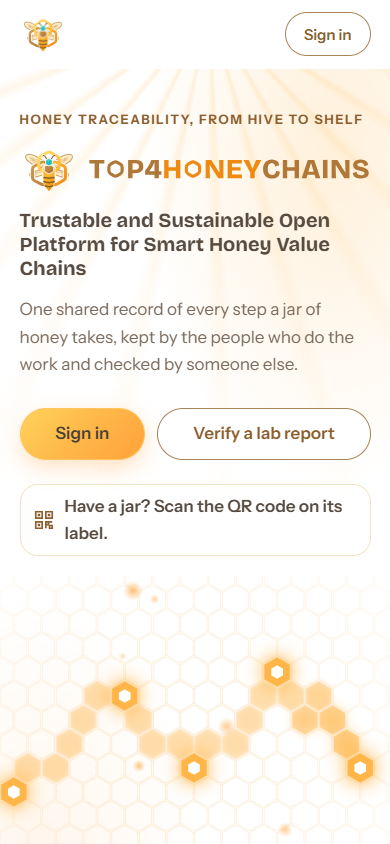 Sign in
HONEY TRACEABILITY, FROM HIVE TO SHELF
TOP4HONEYCHAINS
Trustable and Sustainable Open
Platform for Smart Honey Value
Chains
One shared record of every step a jar of
honey takes, kept by the people who do the
work and checked by someone else.
Sign in
Verify a lab report
Have a jar? Scan the QR code on its
label.